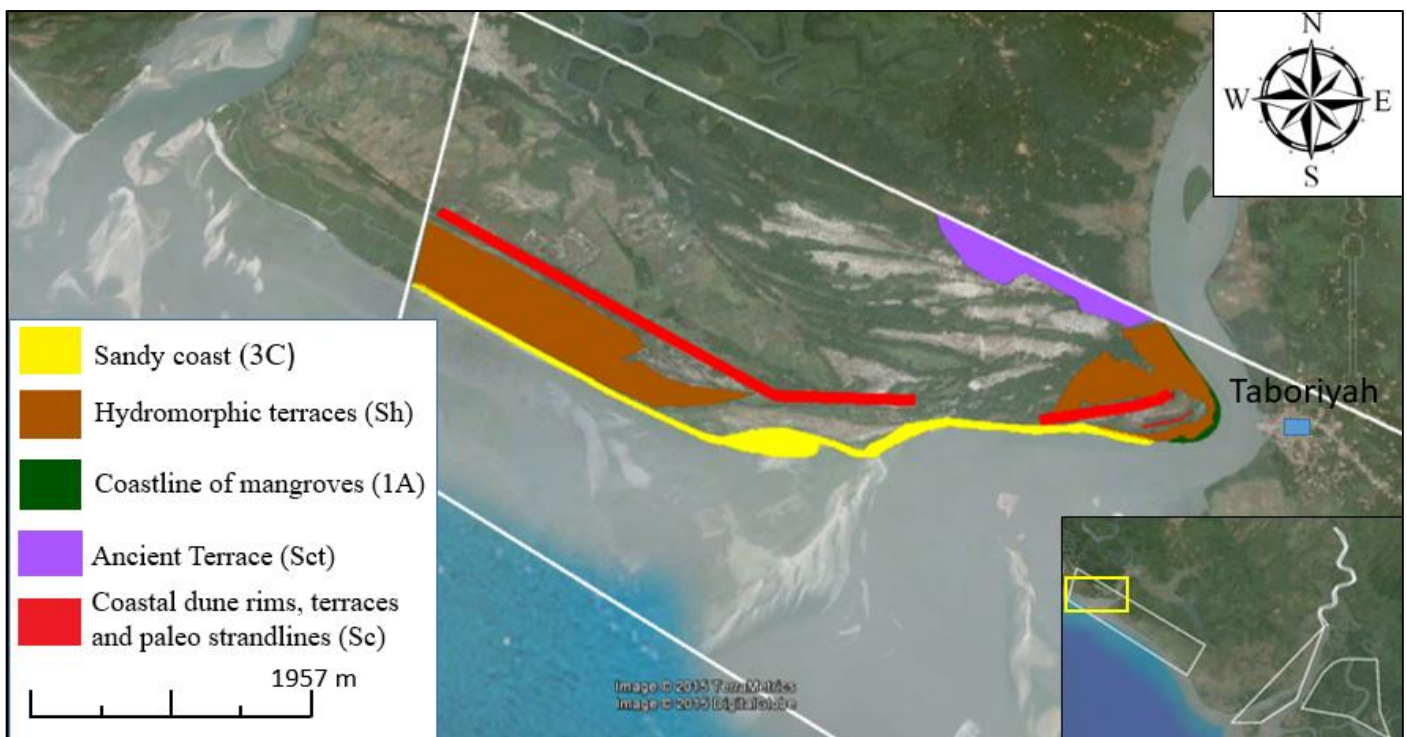 N
W E
S
Taboriyah
Sandy coast (3C)
Hydromorphic terraces (Sh)
Coastline of mangroves (1A)
Ancient Terrace (Sct)
Coastal dune rims, terraces
and paleo strandlines (Sc)
1957 m
Image © 2015 TerraMetrics
Image © 2015 DigitalGlobe